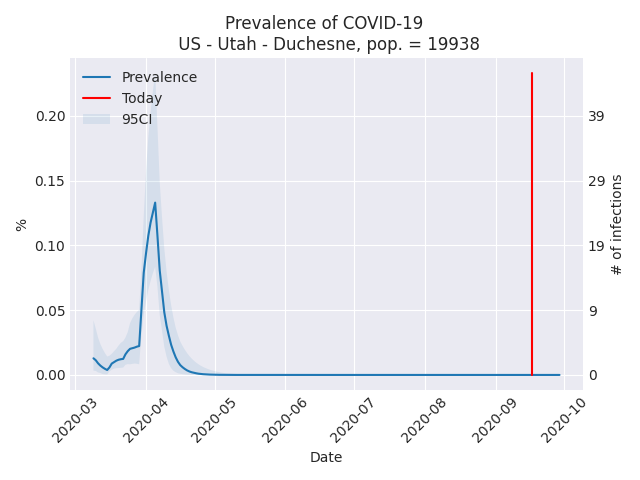 Prevalence of COVID-19
US - Utah - Duchesne, pop. = 19938
Prevalence
Today
95CI
0.20
0.15
0.10
0.05
0.00
%
39
29
19
9
0
# of infections
2020-03
2020-04
2020-05
2020-06
2020-07
2020-08
2020-09
2020-10
Date